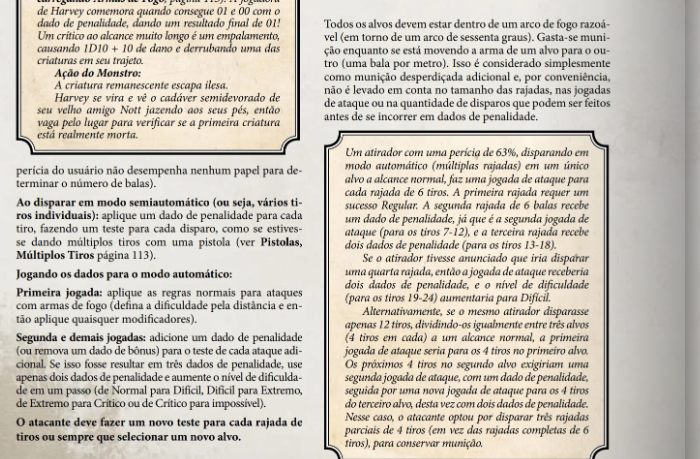 carregando Armas de Fogo, página 113). A jogadora
de Harvey comemora quando consegue 01 e 00 com o
dado de penalidade, dando um resultado final de 01!
Um crítico ao alcance muito longo é um empalamento,
causando 1D10 + 10 de dano e derrubando uma das
criaturas em seu trajeto.
Ação do Monstro:
A criatura remanescente escapa ilesa.
Harvey se vira e vê o cadáver semidevorado de
seu velho amigo Nott jazendo aos seus pés, então
vaga pelo lugar para verificar se a primeira criatura
está realmente morta.
perícia do usuário não desempenha nenhum papel para de-
terminar o número de balas).
Ao disparar em modo semiautomático (ou seja, vários ti-
ros individuais): aplique um dado de penalidade para cada
tiro, fazendo um teste para cada disparo, como se estives-
se dando múltiplos tiros com uma pistola (ver Pistolas,
Múltiplos Tiros página 113).
Jogando os dados para o modo automático:
Primeira jogada: aplique as regras normais para ataques
com armas de fogo (defina a dificuldade pela distância e en-
tão aplique quaisquer modificadores).
Segunda e demais jogadas: adicione um dado de penalidade
(ou remova um dado de bônus) para o teste de cada ataque adi-
cional. Se isso fosse resultar em três dados de penalidade, use
apenas dois dados de penalidade e aumente o nível de dificulda-
de em um passo (de Normal para Difícil, Difícil para Extremo,
de Extremo para Crítico ou de Crítico para impossível).
O atacante deve fazer um novo teste para cada rajada de
tiros ou sempre que selecionar um novo alvo.
Todos os alvos devem estar dentro de um arco de fogo razoá-
vel (em torno de um arco de sessenta graus). Gasta-se muni-
ção enquanto se está movendo a arma de um alvo para o ou-
tro (uma bala por metro). Isso é considerado simplesmente
como munição desperdiçada adicional e, por conveniência,
não é levado em conta no tamanho das rajadas, nas jogadas
de ataque ou na quantidade de disparos que podem ser feitos
antes de se incorrer em dados de penalidade.
Um atirador com uma perícia de 63%, disparando em
modo automático (múltiplas rajadas) em um único
alvo a alcance normal, faz uma jogada de ataque para
cada rajada de 6 tiros. A primeira rajada requer um
sucesso Regular. A segunda rajada de 6 balas recebe
um dado de penalidade, já que é a segunda jogada de
ataque (para os tiros 7-12), e a terceira rajada recebe
dois dados de penalidade (para os tiros 13-18).
Se o atirador tivesse anunciado que iria disparar
uma quarta rajada, então a jogada de ataque receberia
dois dados de penalidade, e o nível de dificuldade
(para os tiros 19-24) aumentaria para Difícil.
Alternativamente, se o mesmo atirador disparasse
apenas 12 tiros, dividindo-os igualmente entre três alvos
(4 tiros em cada) a um alcance normal, a primeira
jogada de ataque seria para os 4 tiros no primeiro alvo.
Os próximos 4 tiros no segundo alvo exigiriam uma
segunda jogada de ataque, com um dado de penalidade,
seguida por uma nova jogada de ataque para os 4 tiros
do terceiro alvo, desta vez com dois dados de penalidade.
Nesse caso, o atacante optou por disparar três rajadas
parciais de 4 tiros (em vez das rajadas completas de 6
tiros), para conservar munição.